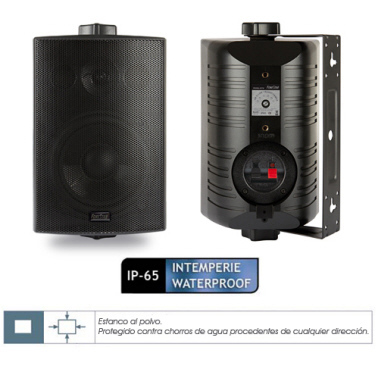 IP-65
INTEMPERIE
WATERPROOF
Estanco al polvo.
Protegido contra chorros de agua procedentes de cualquier dirección.